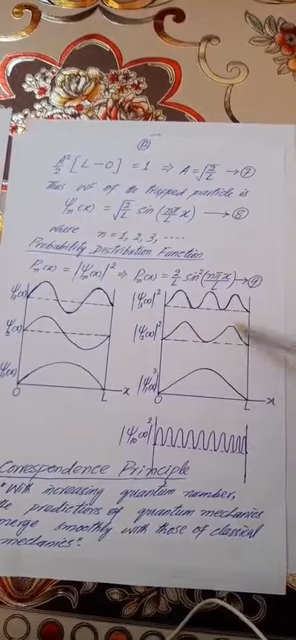 A²/2 [L-0] = 1 ⇒ A = √2/L → ⑦
Thus WF of the trapped particle is
Ψn(x) = √2/L sin(nπ/L x) → ⑧
where n = 1, 2, 3, .....
Probability Distribution Function
Pn(x) = |Ψn(x)|² ⇒ Pn(x) = 2/L sin²(nπx/L) → ⑨
Ψ3(x) |Ψ3(x)|²
Ψ2(x) |Ψ2(x)|²
Ψ1(x) |Ψ1(x)|²
O L x O L x
|Ψn(x)|²
Correspondence Principle
"With increasing quantum number,
the predictions of quantum mechanics
merge smoothly with those of classical
mechanics".